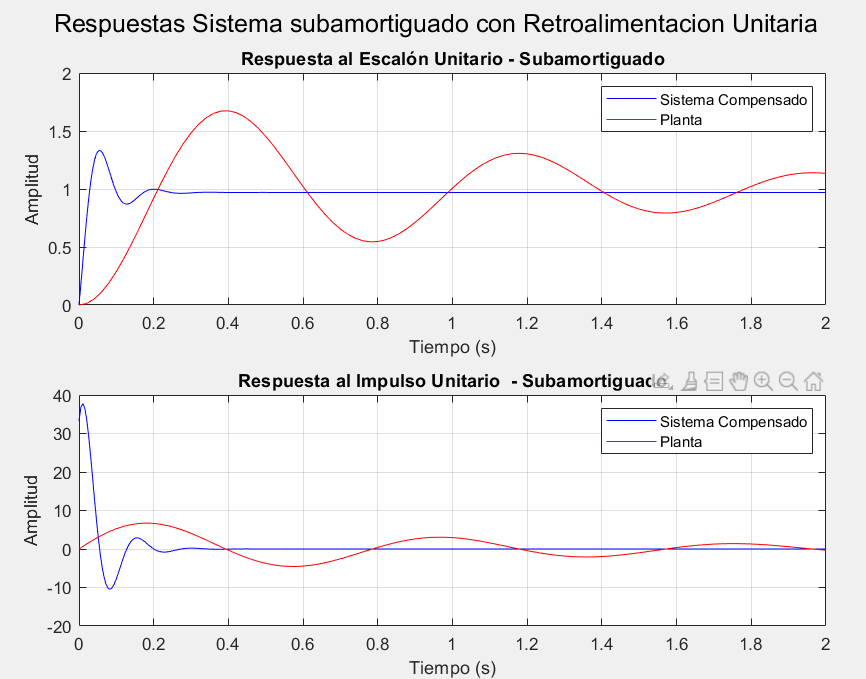 Respuestas Sistema subamortiguado con Retroalimentacion Unitaria
Respuesta al Escalón Unitario - Subamortiguado
2
1.5
1
0.5
0
Amplitud
Sistema Compensado
Planta
0 0.2 0.4 0.6 0.8 1 1.2 1.4 1.6 1.8 2
Tiempo (s)
Respuesta al Impulso Unitario - Subamortiguado
40
30
20
10
0
-10
-20
Amplitud
Sistema Compensado
Planta
0 0.2 0.4 0.6 0.8 1 1.2 1.4 1.6 1.8 2
Tiempo (s)